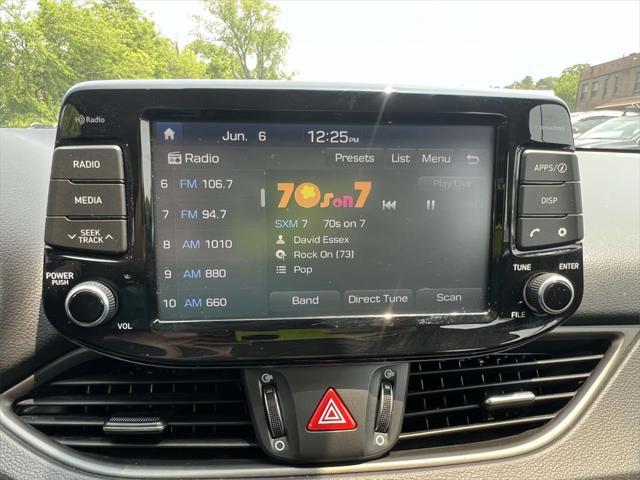 HD Radio
Jun. 6 12:25PM
RADIO
MEDIA
SEEK
TRACK
POWER
PUSH
VOL
Radio
Presets List Menu
6 FM 106.7
7 FM 94.7
8 AM 1010
9 AM 880
10 AM 660
70s on 7
Play Live
SXM 7 70s on 7
David Essex
Rock On (73)
Pop
Band
Direct Tune
Scan
APPS/i
DISP
TUNE
ENTER
FILE